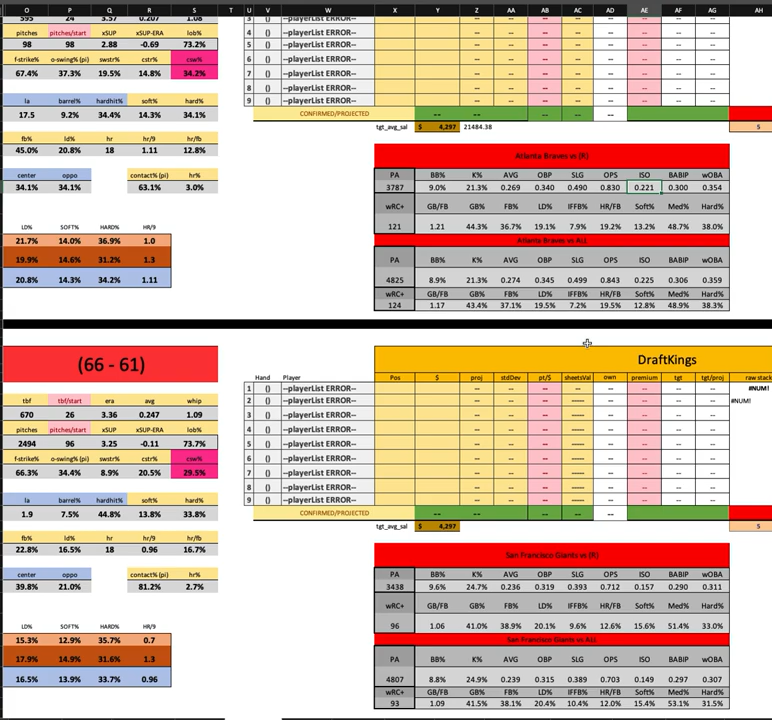 O P Q R S U V W X Y Z AA AB AC AD AE AF AG AH
595 24 3.57 0.207 1.08 3 () --playerList ERROR-- -- -- -- -- -- -- -- -- --
pitches pitches/start xSUP xSUP-ERA lob% 4 () --playerList ERROR-- -- -- -- -- -- -- -- -- --
98 98 2.88 -0.69 73.2% 5 () --playerList ERROR-- -- -- -- -- -- -- -- -- --
f-strike% o-swing% (pi) swstr% cstr% csw% 6 () --playerList ERROR-- -- -- -- -- -- -- -- -- --
67.4% 37.3% 19.5% 14.8% 34.2% 7 () --playerList ERROR-- -- -- -- -- -- -- -- -- --
8 () --playerList ERROR-- -- -- -- -- -- -- -- -- --
la barrel% hardhit% soft% hard% 9 () --playerList ERROR-- -- -- -- -- -- -- -- -- --
17.5 9.2% 34.4% 14.3% 34.1% CONFIRMED/PROJECTED -- -- --
tgt_avg_sal $ 4,297 21484.38 5
fb% ld% hr hr/9 hr/fb
45.0% 20.8% 18 1.11 12.8% Atlanta Braves vs (R)
center oppo contact% (pi) hr% PA BB% K% AVG OBP SLG OPS ISO BABIP wOBA
34.1% 34.1% 63.1% 3.0% 3787 9.0% 21.3% 0.269 0.340 0.490 0.830 0.221 0.300 0.354
wRC+ GB/FB GB% FB% LD% IFFB% HR/FB Soft% Med% Hard%
LD% SOFT% HARD% HR/9 121 1.21 44.3% 36.7% 19.1% 7.9% 19.2% 13.2% 48.7% 38.0%
21.7% 14.0% 36.9% 1.0 Atlanta Braves vs ALL
19.9% 14.6% 31.2% 1.3 PA BB% K% AVG OBP SLG OPS ISO BABIP wOBA
20.8% 14.3% 34.2% 1.11 4825 8.9% 21.3% 0.274 0.345 0.499 0.843 0.225 0.306 0.359
wRC+ GB/FB GB% FB% LD% IFFB% HR/FB Soft% Med% Hard%
124 1.17 43.4% 37.1% 19.5% 7.2% 19.5% 12.8% 48.9% 38.3%
(66 - 61) DraftKings
Hand Player Pos $ proj stdDev pt/$ sheetsVal own premium tgt tgt/proj raw stack
1 () --playerList ERROR-- -- -- -- -- ----- -- -- -- -- #NUM!
tbf tbf/start era avg whip 2 () --playerList ERROR-- -- -- -- -- ----- -- -- -- -- #NUM!
670 26 3.36 0.247 1.09 3 () --playerList ERROR-- -- -- -- -- ----- -- -- -- --
pitches pitches/start xSUP xSUP-ERA lob% 4 () --playerList ERROR-- -- -- -- -- ----- -- -- -- --
2494 96 3.25 -0.11 73.7% 5 () --playerList ERROR-- -- -- -- -- ----- -- -- -- --
f-strike% o-swing% (pi) swstr% cstr% csw% 6 () --playerList ERROR-- -- -- -- -- ----- -- -- -- --
66.3% 34.4% 8.9% 20.5% 29.5% 7 () --playerList ERROR-- -- -- -- -- ----- -- -- -- --
8 () --playerList ERROR-- -- -- -- -- ----- -- -- -- --
la barrel% hardhit% soft% hard% 9 () --playerList ERROR-- -- -- -- -- ----- -- -- -- --
1.9 7.5% 44.8% 13.8% 33.8% CONFIRMED/PROJECTED -- -- --
tgt_avg_sal $ 4,297 5
fb% ld% hr hr/9 hr/fb
22.8% 16.5% 18 0.96 16.7% San Francisco Giants vs (R)
center oppo contact% (pi) hr% PA BB% K% AVG OBP SLG OPS ISO BABIP wOBA
39.8% 21.0% 81.2% 2.7% 3438 9.6% 24.7% 0.236 0.319 0.393 0.712 0.157 0.290 0.311
wRC+ GB/FB GB% FB% LD% IFFB% HR/FB Soft% Med% Hard%
LD% SOFT% HARD% HR/9 96 1.06 41.0% 38.9% 20.1% 9.6% 12.6% 15.6% 51.4% 33.0%
15.3% 12.9% 35.7% 0.7 San Francisco Giants vs ALL
17.9% 14.9% 31.6% 1.3 PA BB% K% AVG OBP SLG OPS ISO BABIP wOBA
16.5% 13.9% 33.7% 0.96 4807 8.8% 24.9% 0.239 0.315 0.389 0.703 0.149 0.297 0.307
wRC+ GB/FB GB% FB% LD% IFFB% HR/FB Soft% Med% Hard%
93 1.09 41.5% 38.1% 20.4% 10.4% 12.0% 15.4% 53.1% 31.5%